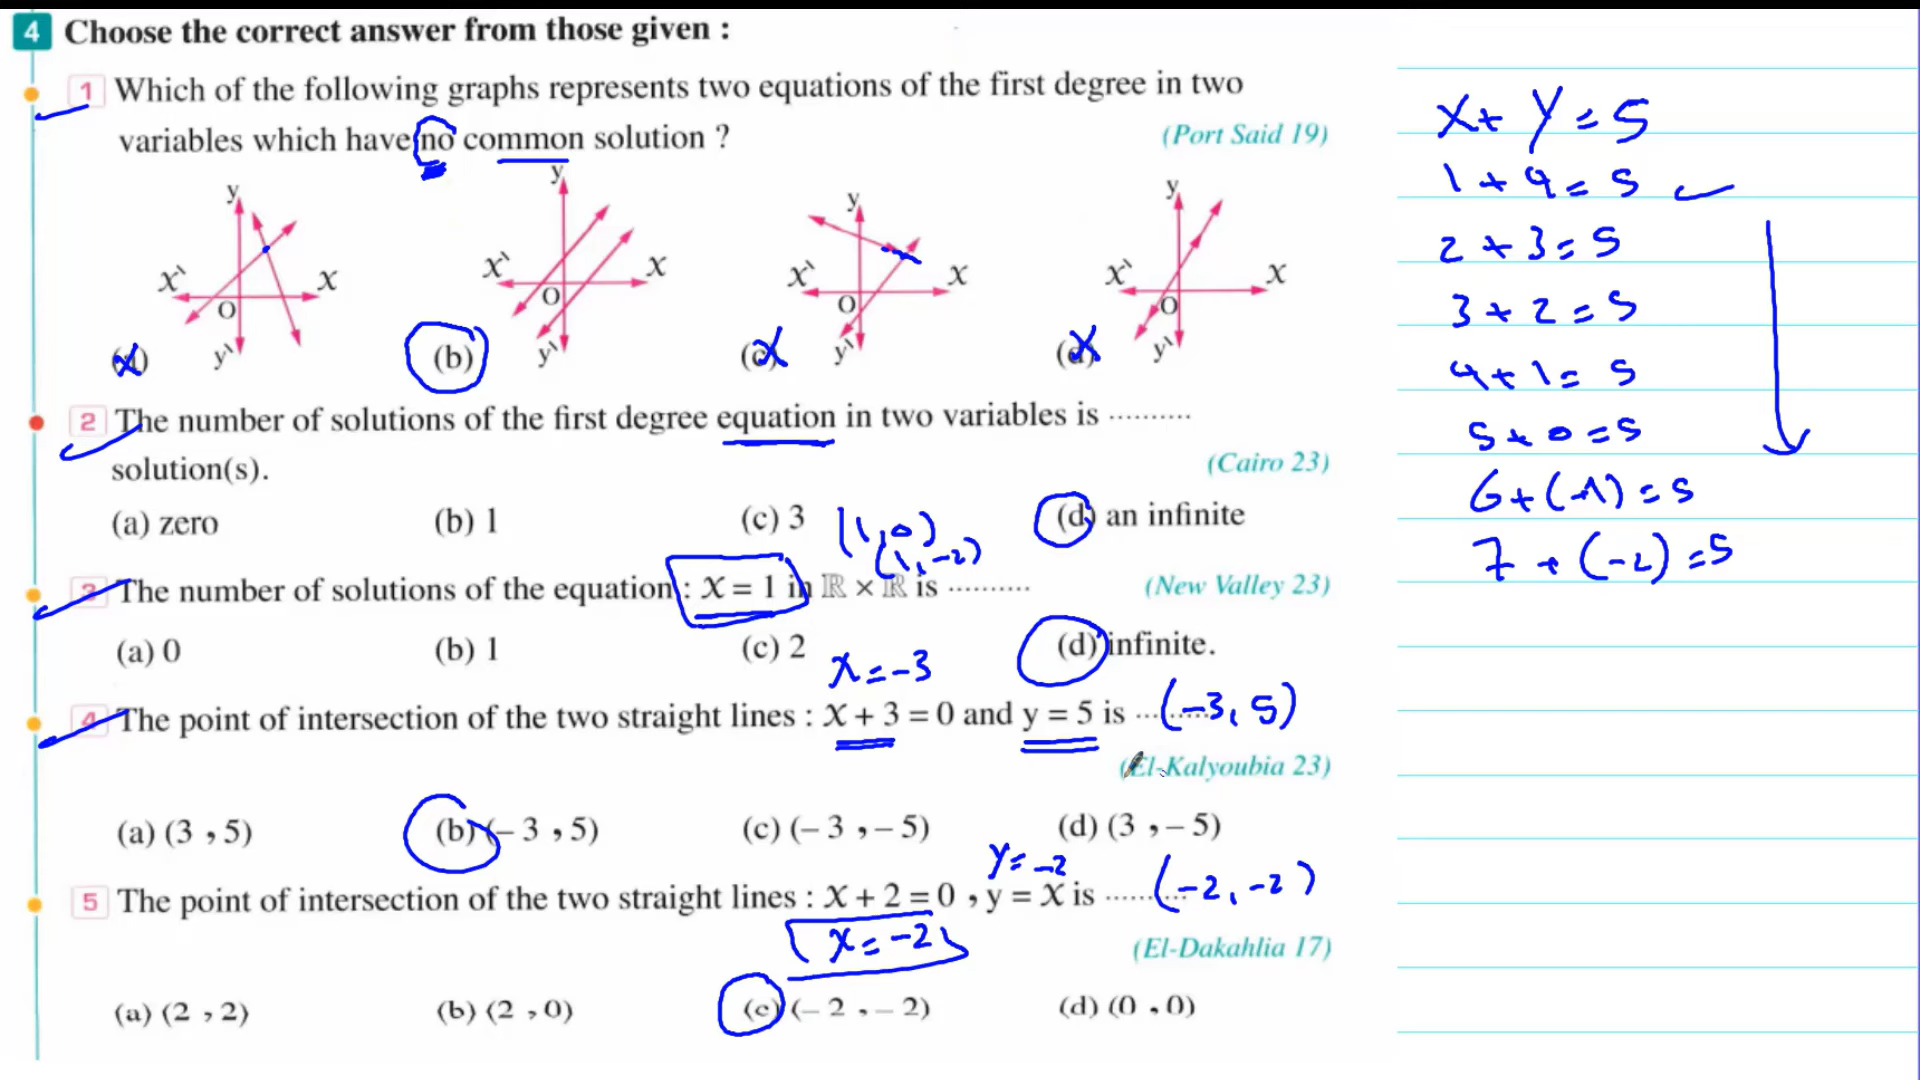 4 Choose the correct answer from those given :
1 Which of the following graphs represents two equations of the first degree in two
variables which have no common solution ?
(Port Said 19)
y y y y
X` X X` X X` X X` X
O O O O
y` y` y` y`
(b) (c) (d)
2 The number of solutions of the first degree equation in two variables is ..........
solution(s).
(Cairo 23)
(a) zero (b) 1 (c) 3 (d) an infinite
(1,0)
(1,-2)
3 The number of solutions of the equation : X = 1 in ℝ × ℝ is ..........
(New Valley 23)
(a) 0 (b) 1 (c) 2 (d) infinite.
x = -3
4 The point of intersection of the two straight lines : X + 3 = 0 and y = 5 is .......... (-3, 5)
(El-Kalyoubia 23)
(a) (3 , 5) (b) (– 3 , 5) (c) (– 3 , – 5) (d) (3 , – 5)
y = -2
5 The point of intersection of the two straight lines : X + 2 = 0 , y = X is .......... (-2, -2)
x = -2
(El-Dakahlia 17)
(a) (2 , 2) (b) (2 , 0) (c) (– 2 , – 2) (d) (0 , 0)
x + y = 5
1 + 4 = 5
2 + 3 = 5
3 + 2 = 5
4 + 1 = 5
5 + 0 = 5
6 + (-1) = 5
7 + (-2) = 5